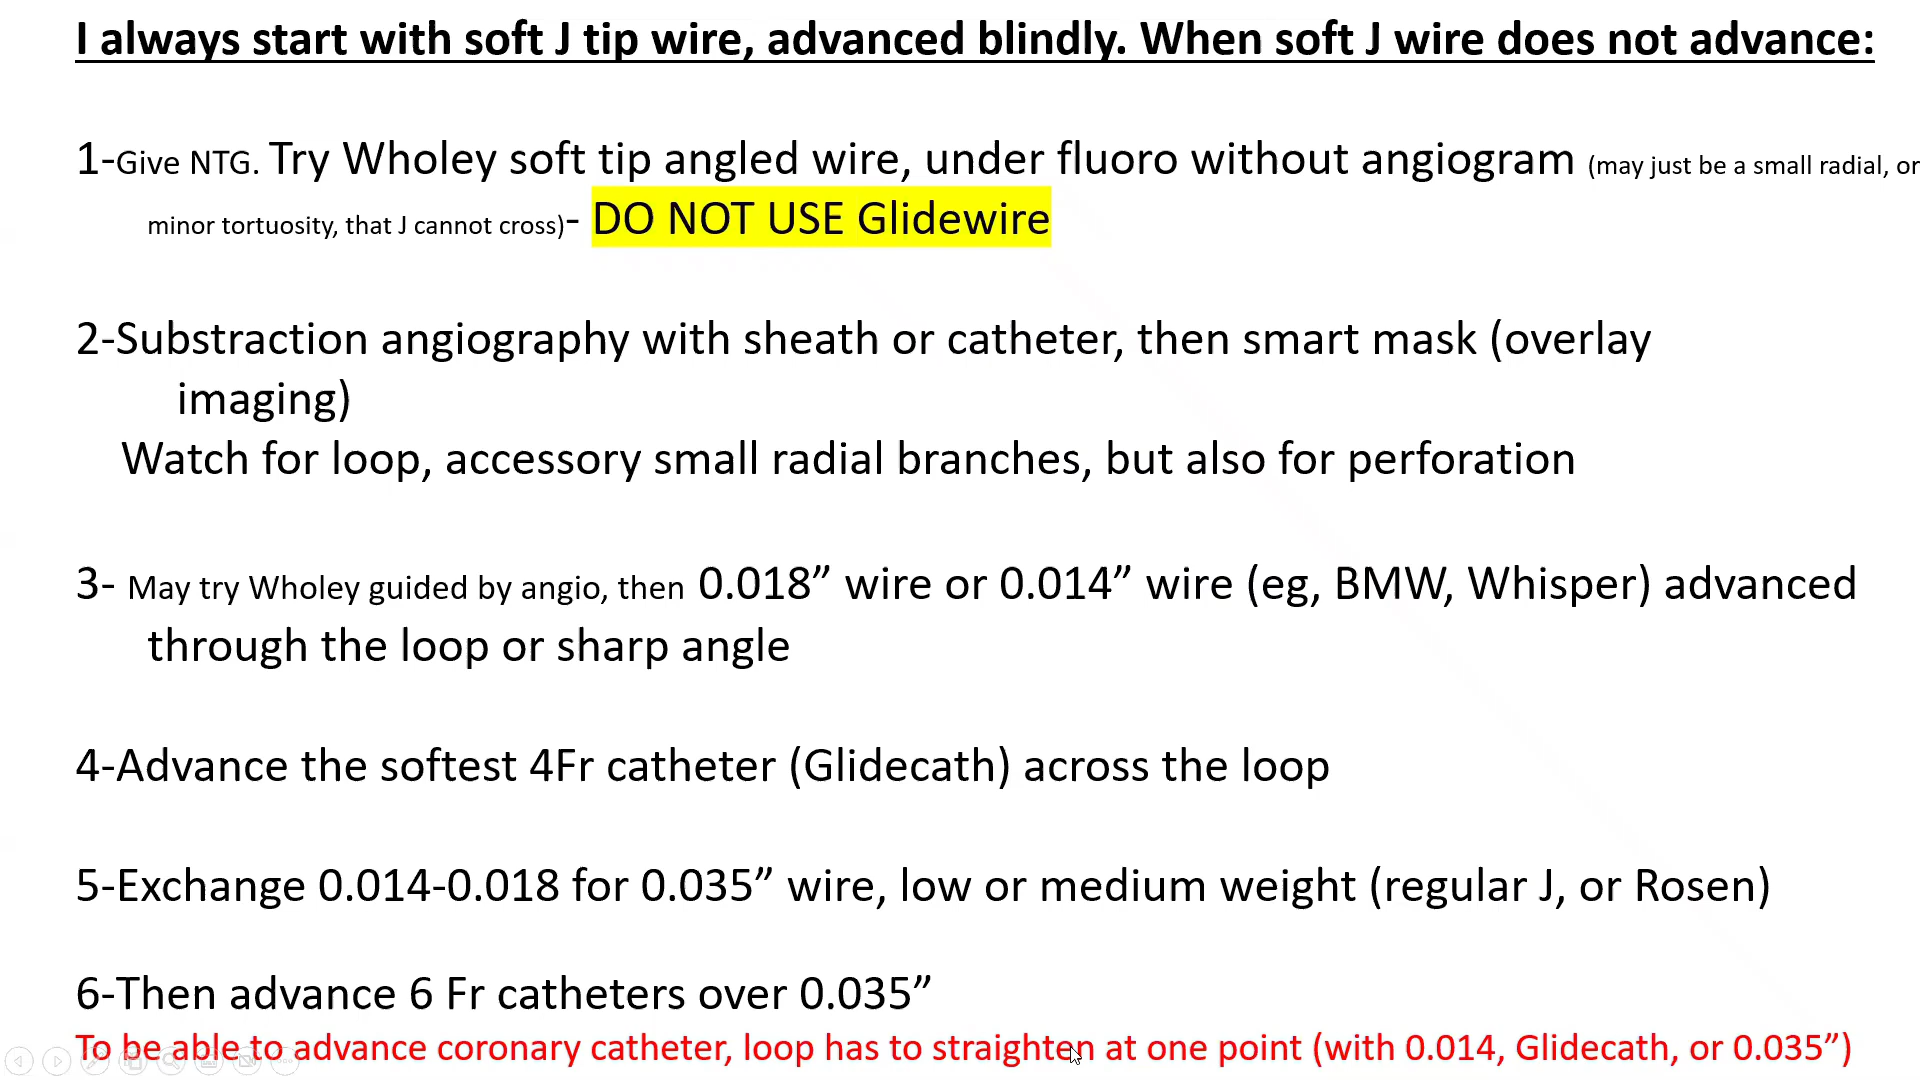 I always start with soft J tip wire, advanced blindly. When soft J wire does not advance:
1-Give NTG. Try Wholey soft tip angled wire, under fluoro without angiogram (may just be a small radial, or
minor tortuosity, that J cannot cross)- DO NOT USE Glidewire
2-Substraction angiography with sheath or catheter, then smart mask (overlay
imaging)
Watch for loop, accessory small radial branches, but also for perforation
3- May try Wholey guided by angio, then 0.018” wire or 0.014” wire (eg, BMW, Whisper) advanced
through the loop or sharp angle
4-Advance the softest 4Fr catheter (Glidecath) across the loop
5-Exchange 0.014-0.018 for 0.035” wire, low or medium weight (regular J, or Rosen)
6-Then advance 6 Fr catheters over 0.035”
To be able to advance coronary catheter, loop has to straighten at one point (with 0.014, Glidecath, or 0.035”)